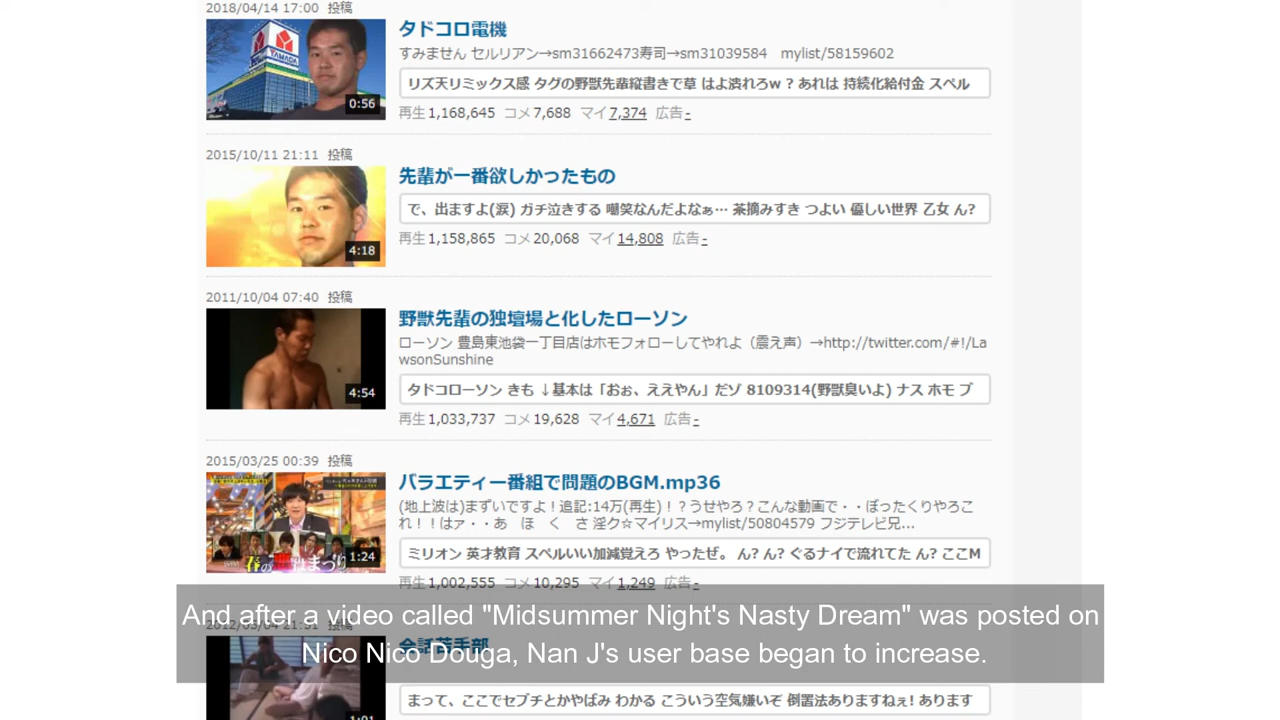 2018/04/14 17:00 投稿
タドコロ電機
すみません セルリアン→sm31662473寿司→sm31039584 mylist/58159602
YAMADA
リズ天リミックス感 タグの野獣先輩縦書きで草 はよ潰れろw ? あれは 持続化給付金 スペル
0:56
再生1,168,645 コメ7,688 マイ7,374 広告-
2015/10/11 21:11 投稿
先輩が一番欲しかったもの
で、出ますよ(涙) ガチ泣きする 嘲笑なんだよなぁ… 茶摘みすき つよい 優しい世界 乙女 ん?
4:18
再生1,158,865 コメ20,068 マイ14,808 広告-
2011/10/04 07:40 投稿
野獣先輩の独壇場と化したローソン
ローソン 豊島東池袋一丁目店はホモフォローしてやれよ（震え声）→http://twitter.com/#!/La
wsonSunshine
タドコローソン きも ↓基本は「おぉ、ええやん」だゾ 8109314(野獣臭いよ) ナス ホモ ブ
4:54
再生1,033,737 コメ19,628 マイ4,671 広告-
2015/03/25 00:39 投稿
バラエティー番組で問題のBGM.mp36
(地上波は)まずいですよ！追記:14万(再生)！？うせやろ？こんな動画で・・ぼったくりやろこ
れ！！はァ・・あ ほ く さ 淫ク☆マイリス→mylist/50804579 フジテレビ兄...
ミリオン 英才教育 スペルいい加減覚えろ やったぜ。 ん? ん? ぐるナイで流れてた ん? ここM
1:24
再生1,002,555 コメ10,295 マイ1,249 広告-
And after a video called "Midsummer Night's Nasty Dream" was posted on
Nico Nico Douga, Nan J's user base began to increase.
会話苦手部
まって、ここでセブチとかやばみ わかる こういう空気嫌いぞ 倒置法ありますねぇ! あります